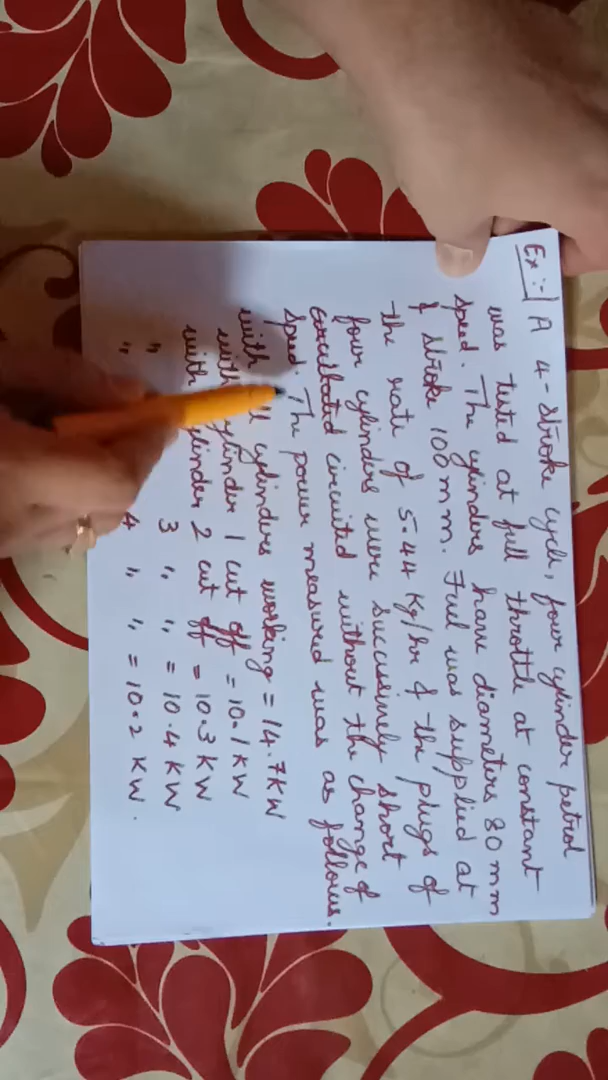 Ex :- | A 4-stroke cycle, four cylinder petrol
was tested at full throttle at constant
speed. The cylinders have diameters 80 mm
& stroke 100 mm. Fuel was supplied at
the rate of 5.44 Kg/hr & the plugs of
four cylinders were successively short
circuited without the change of
speed. The power measured was as follows.
with cylinders working = 14.7 KW
with cylinder 1 cut off = 10.1 KW
with 2 cut off = 10.3 KW
" 3 " " = 10.4 KW
" 4 " " = 10.2 KW.